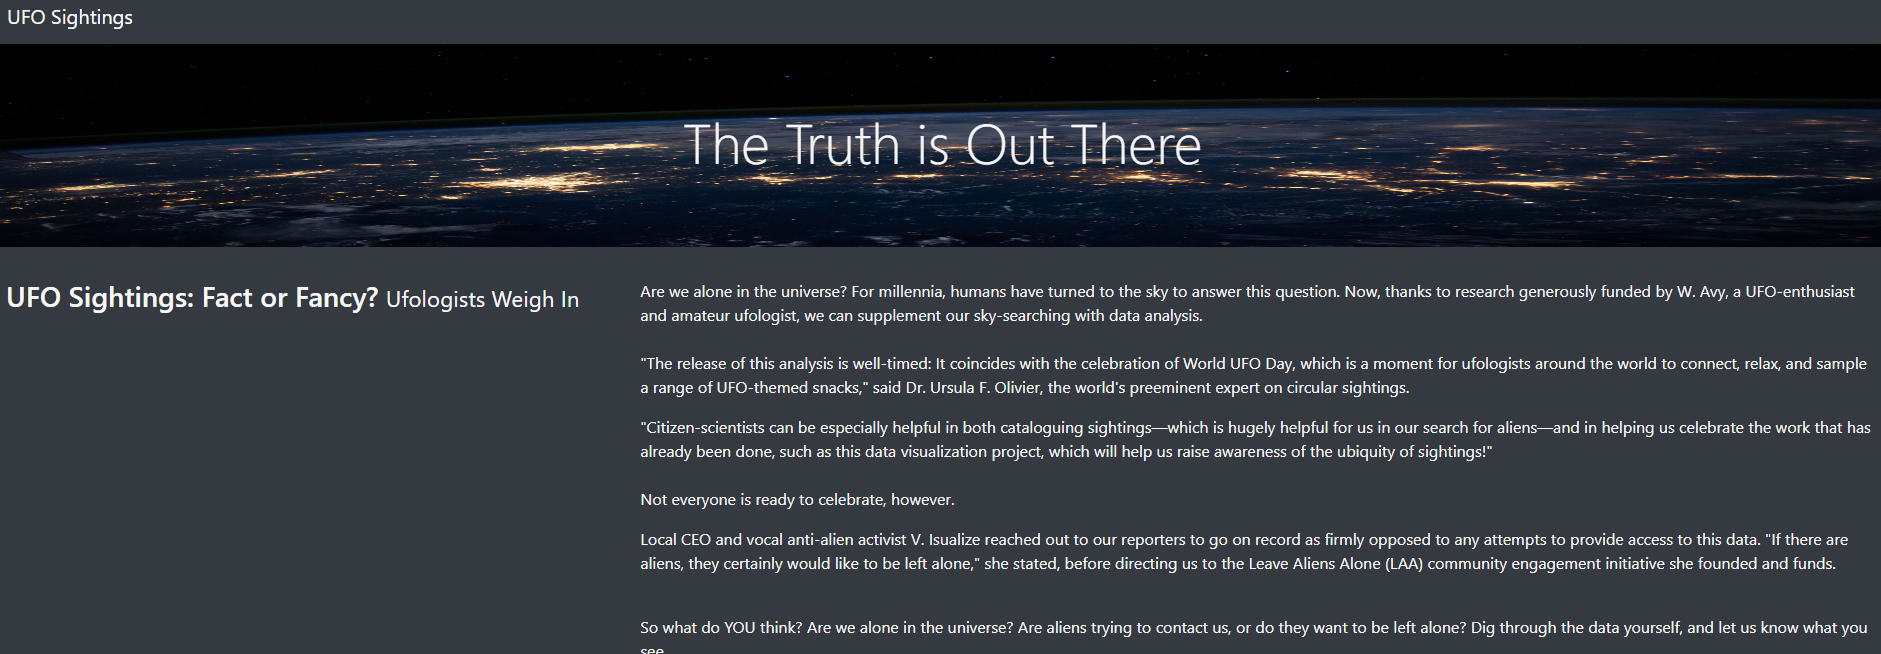 UFO Sightings
The Truth is Out There
UFO Sightings: Fact or Fancy? Ufologists Weigh In
Are we alone in the universe? For millennia, humans have turned to the sky to answer this question. Now, thanks to research generously funded by W. Avy, a UFO-enthusiast
and amateur ufologist, we can supplement our sky-searching with data analysis.
"The release of this analysis is well-timed: It coincides with the celebration of World UFO Day, which is a moment for ufologists around the world to connect, relax, and sample
a range of UFO-themed snacks," said Dr. Ursula F. Olivier, the world's preeminent expert on circular sightings.
"Citizen-scientists can be especially helpful in both cataloguing sightings—which is hugely helpful for us in our search for aliens—and in helping us celebrate the work that has
already been done, such as this data visualization project, which will help us raise awareness of the ubiquity of sightings!"
Not everyone is ready to celebrate, however.
Local CEO and vocal anti-alien activist V. Isualize reached out to our reporters to go on record as firmly opposed to any attempts to provide access to this data. "If there are
aliens, they certainly would like to be left alone," she stated, before directing us to the Leave Aliens Alone (LAA) community engagement initiative she founded and funds.
So what do YOU think? Are we alone in the universe? Are aliens trying to contact us, or do they want to be left alone? Dig through the data yourself, and let us know what you
see